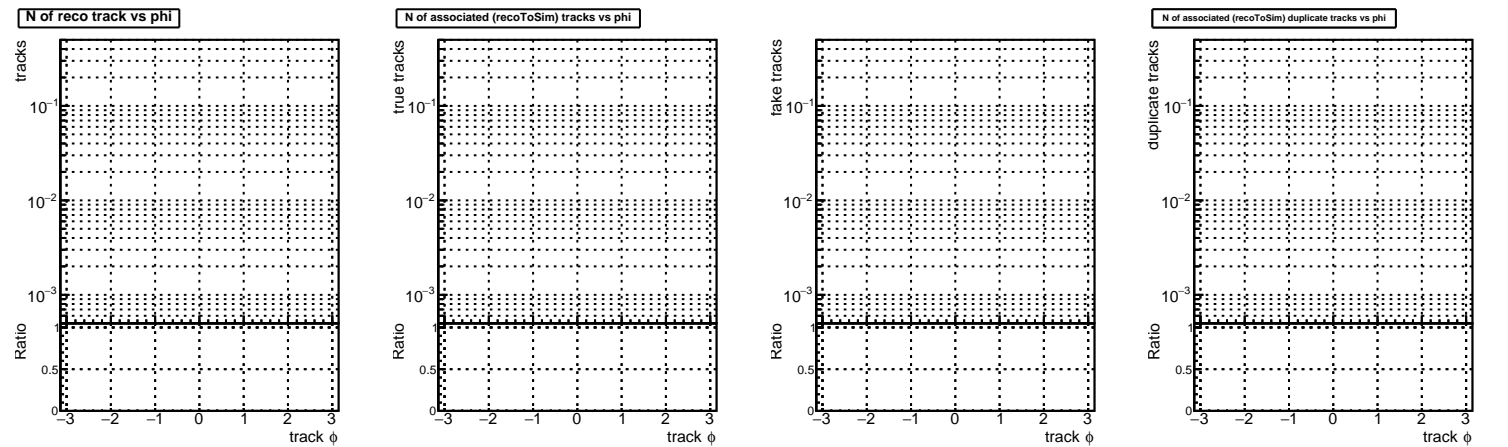 N of reco track vs phi
tracks
10⁻¹
10⁻²
10⁻³
Ratio
1
0.5
0
−3 −2 −1 0 1 2 3
track ϕ
N of associated (recoToSim) tracks vs phi
true tracks
10⁻¹
10⁻²
10⁻³
Ratio
1
0.5
0
−3 −2 −1 0 1 2 3
track ϕ
fake tracks
10⁻¹
10⁻²
10⁻³
Ratio
1
0.5
0
−3 −2 −1 0 1 2 3
track ϕ
N of associated (recoToSim) duplicate tracks vs phi
duplicate tracks
10⁻¹
10⁻²
10⁻³
Ratio
1
0.5
0
−3 −2 −1 0 1 2 3
track ϕ